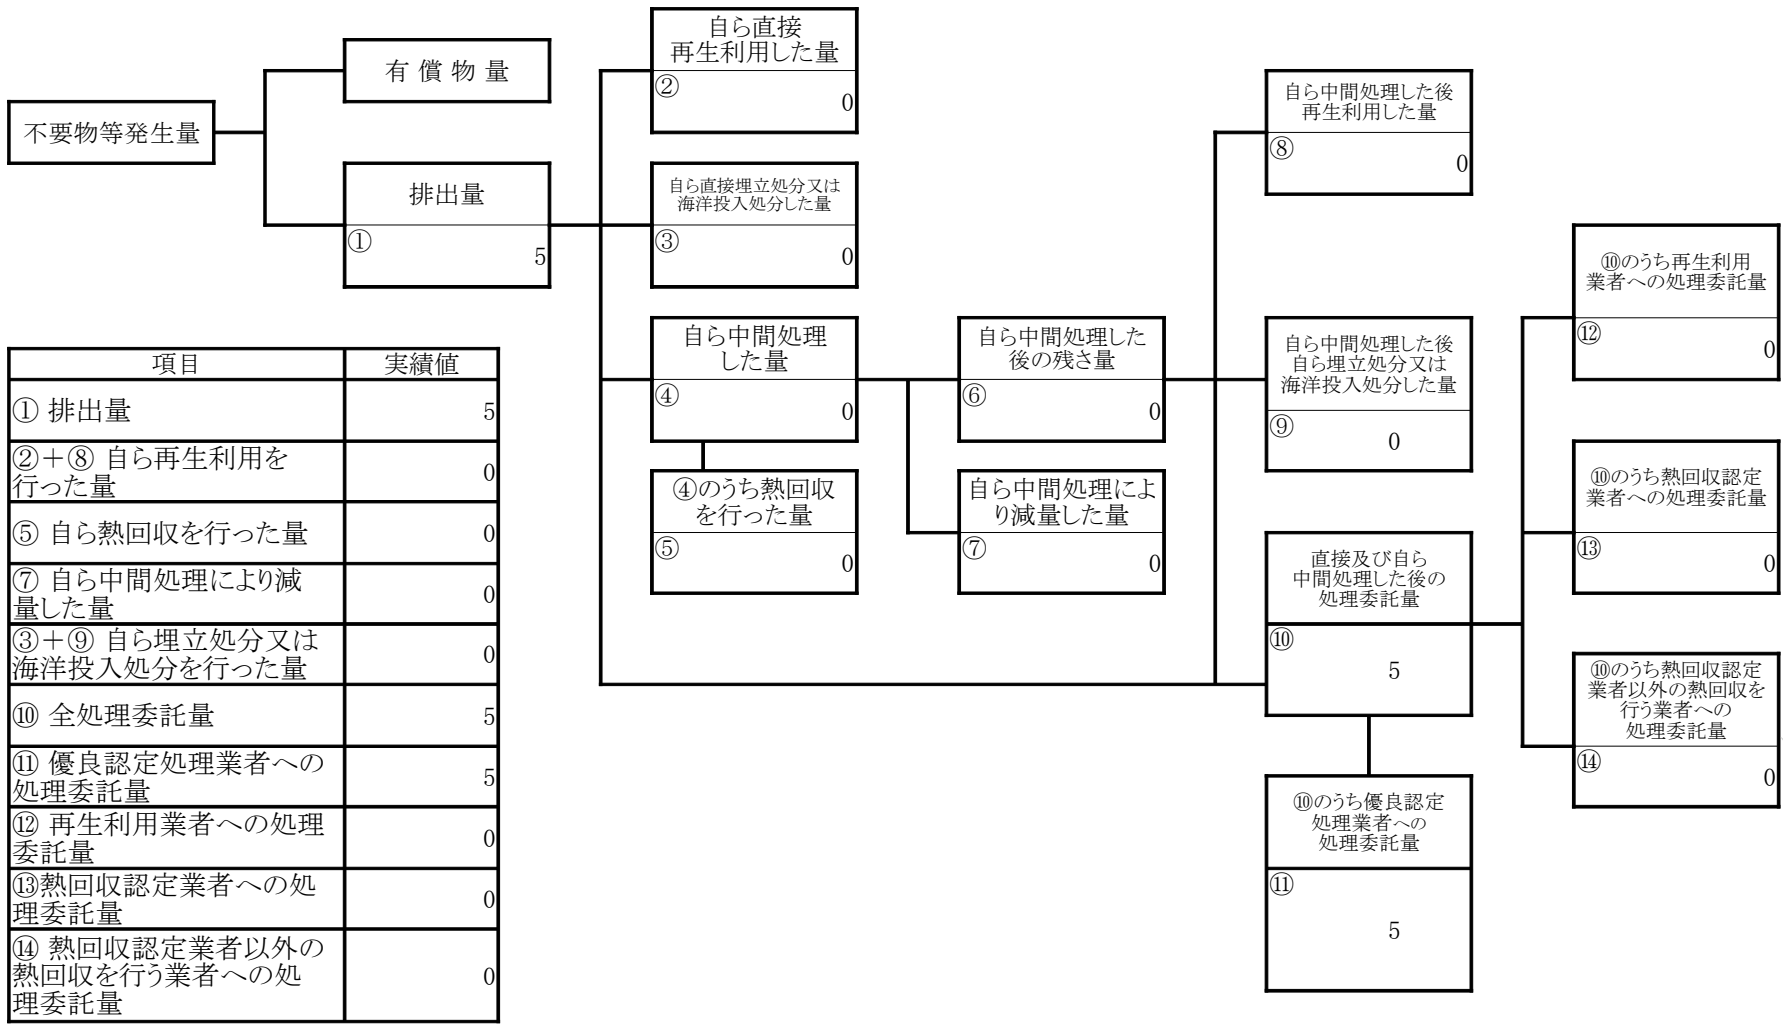 不要物等発生量
有 償 物 量
排出量
①
5
自ら直接
再生利用した量
②
0
自ら直接埋立処分又は
海洋投入処分した量
③
0
自ら中間処理
した量
④
0
④のうち熱回収
を行った量
⑤
0
自ら中間処理した
後の残さ量
⑥
0
自ら中間処理によ
り減量した量
⑦
0
自ら中間処理した後
再生利用した量
⑧
0
自ら中間処理した後
自ら埋立処分又は
海洋投入処分した量
⑨
0
直接及び自ら
中間処理した後の
処理委託量
⑩
5
⑩のうち優良認定
処理業者への
処理委託量
⑪
5
⑩のうち再生利用
業者への処理委託量
⑫
0
⑩のうち熱回収認定
業者への処理委託量
⑬
0
⑩のうち熱回収認定
業者以外の熱回収を
行う業者への
処理委託量
⑭
0
項目 実績値
① 排出量 5
②＋⑧ 自ら再生利用を
行った量 0
⑤ 自ら熱回収を行った量 0
⑦ 自ら中間処理により減
量した量 0
③＋⑨ 自ら埋立処分又は
海洋投入処分を行った量 0
⑩ 全処理委託量 5
⑪ 優良認定処理業者への
処理委託量 5
⑫ 再生利用業者への処理
委託量 0
⑬熱回収認定業者への処
理委託量 0
⑭ 熱回収認定業者以外の
熱回収を行う業者への処
理委託量 0